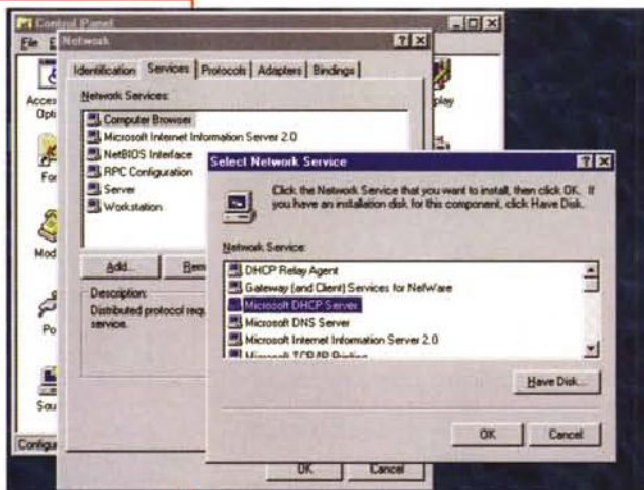 Control Panel
File
Network
Identification Services Protocols Adapters Bindings
Network Services:
Computer Browser
Microsoft Internet Information Server 2.0
NetBIOS Interface
RPC Configuration
Server
Workstation
Add...
Description:
Distributed protocol
service.
OK Cancel
Select Network Service
Click the Network Service that you want to install, then click OK. If
you have an installation disk for this component, click Have Disk.
Network Service:
DHCP Relay Agent
Gateway (and Client) Services for NetWare
Microsoft DHCP Server
Microsoft DNS Server
Microsoft Internet Information Server 2.0
Microsoft TCP/IP Printing
Have Disk...
OK Cancel